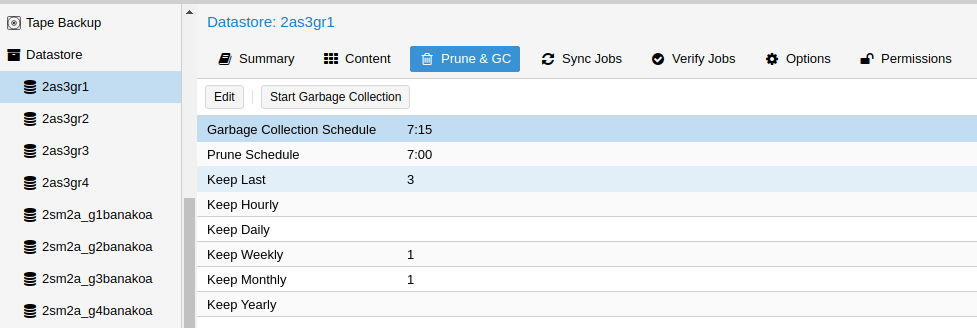 Tape Backup
Datastore
2as3gr1
2as3gr2
2as3gr3
2as3gr4
2sm2a_g1banakoa
2sm2a_g2banakoa
2sm2a_g3banakoa
2sm2a_g4banakoa
Datastore: 2as3gr1
Summary Content Prune & GC Sync Jobs Verify Jobs Options Permissions
Edit Start Garbage Collection
Garbage Collection Schedule 7:15
Prune Schedule 7:00
Keep Last 3
Keep Hourly
Keep Daily
Keep Weekly 1
Keep Monthly 1
Keep Yearly